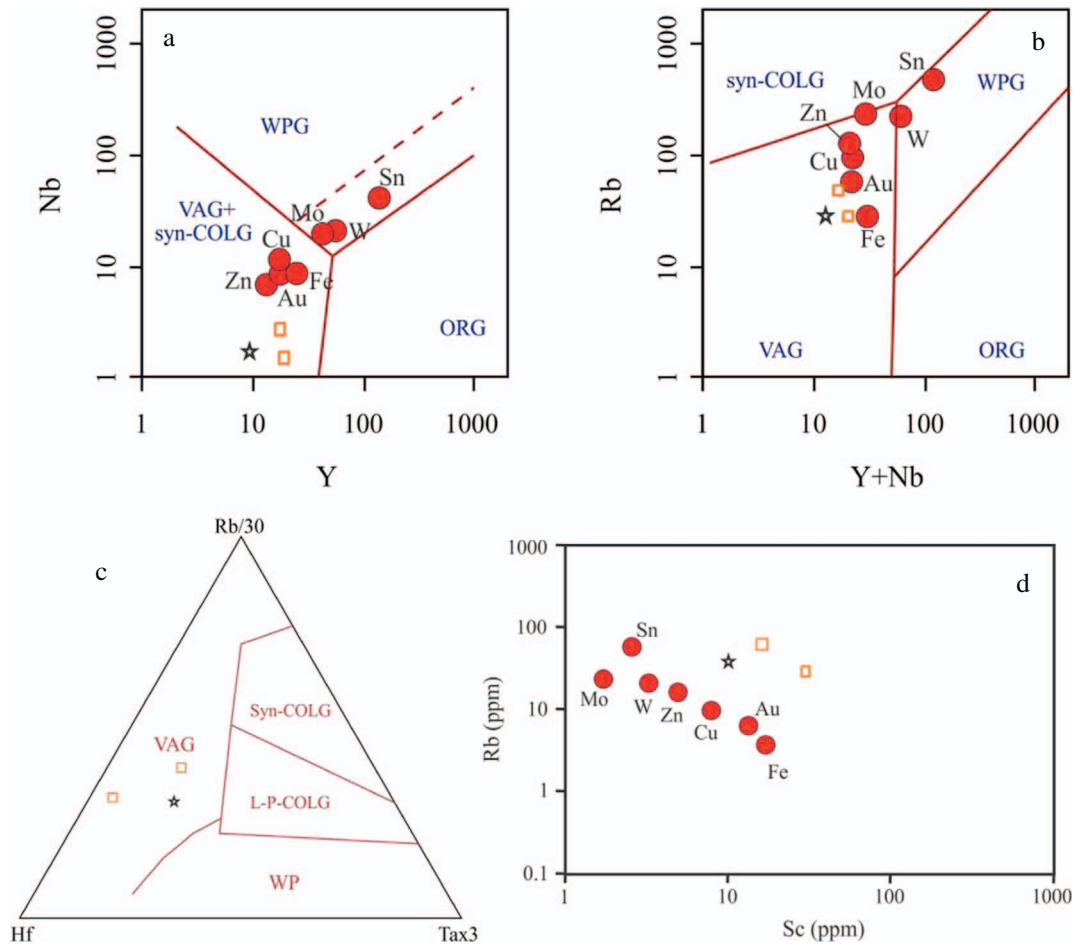 a
1000
100
10
1
Nb
WPG
VAG+
syn-COLG
ORG
Sn
Mo
W
Cu
Zn
Au
Fe
1
10
100
1000
Y
b
1000
100
10
1
Rb
syn-COLG
WPG
VAG
ORG
Sn
Mo
Zn
W
Cu
Au
Fe
1
10
100
1000
Y+Nb
c
Rb/30
Syn-COLG
VAG
L-P-COLG
WP
Hf
Tax3
d
1000
100
10
1
0.1
Rb (ppm)
Sn
Mo
W
Zn
Cu
Au
Fe
1
10
100
1000
Sc (ppm)